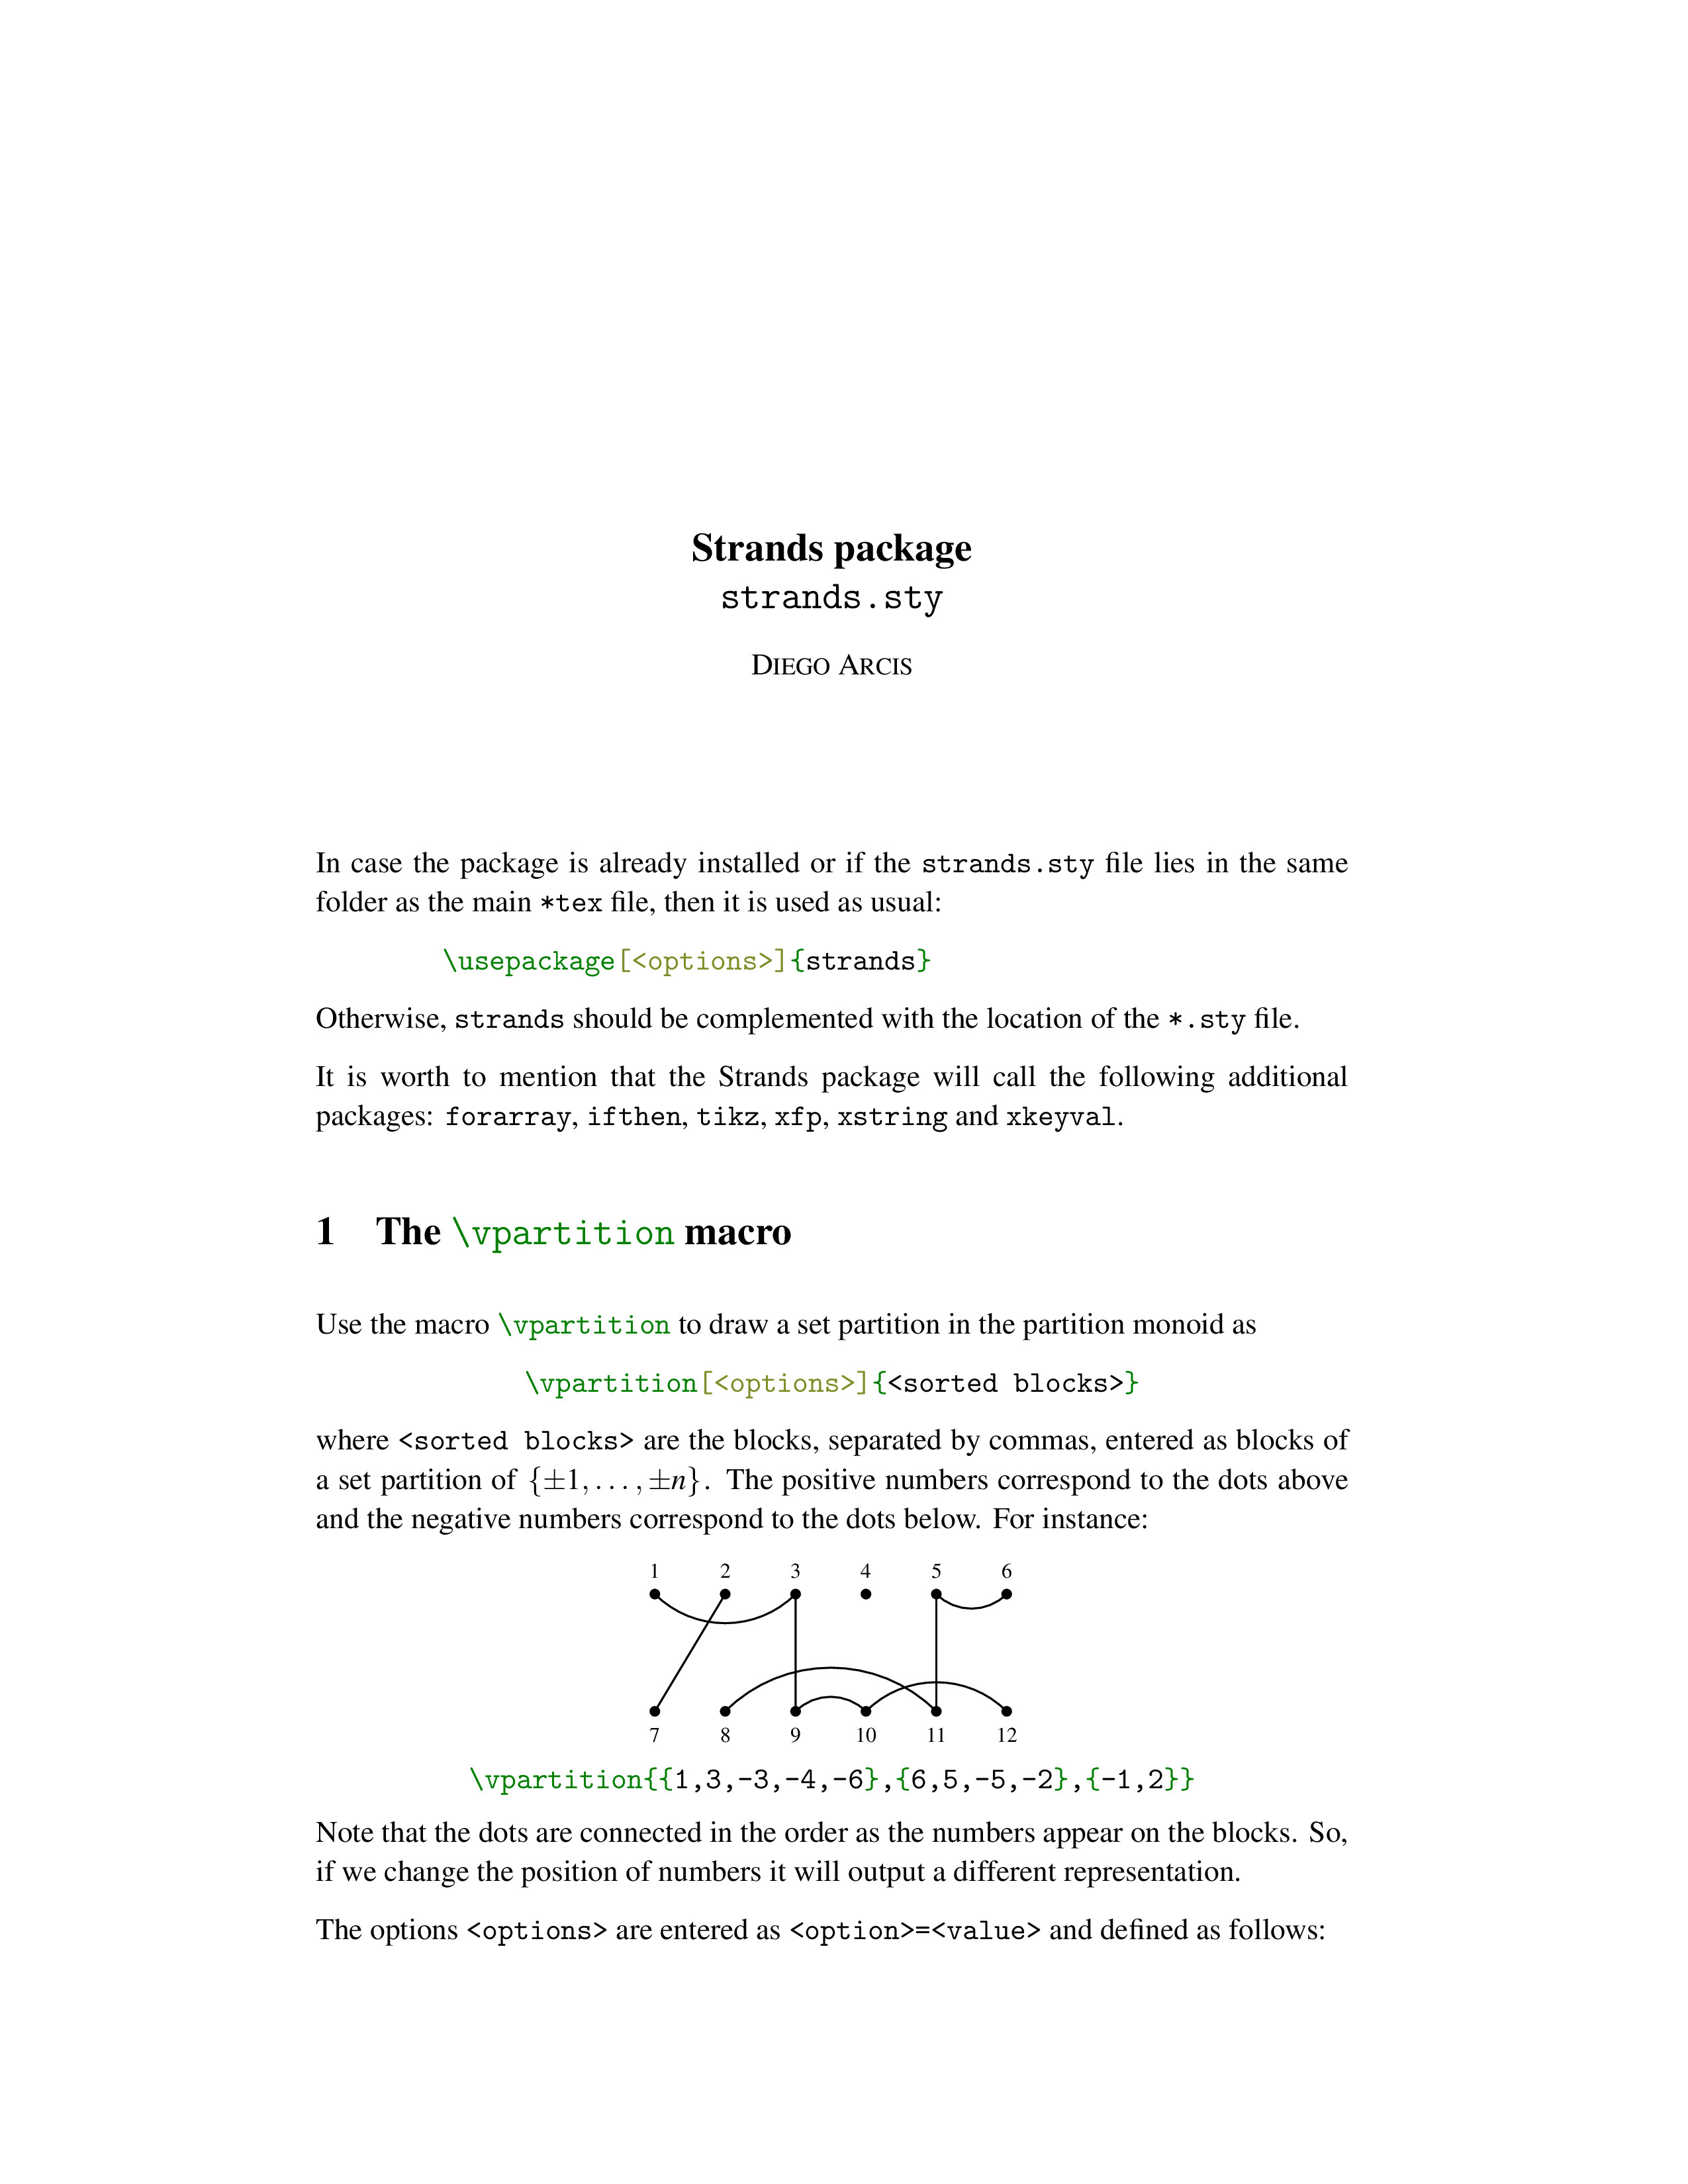 Strands package
strands.sty
DIEGO ARCIS
In case the package is already installed or if the strands.sty file lies in the same
folder as the main *tex file, then it is used as usual:
\usepackage[<options>]{strands}
Otherwise, strands should be complemented with the location of the *.sty file.
It is worth to mention that the Strands package will call the following additional
packages: forarray, ifthen, tikz, xfp, xstring and xkeyval.
1 The \vpartition macro
Use the macro \vpartition to draw a set partition in the partition monoid as
\vpartition[<options>]{<sorted blocks>}
where <sorted blocks> are the blocks, separated by commas, entered as blocks of
a set partition of {±1, . . . , ±n}. The positive numbers correspond to the dots above
and the negative numbers correspond to the dots below. For instance:
1 2 3 4 5 6
7 8 9 10 11 12
\vpartition{{1,3,-3,-4,-6},{6,5,-5,-2},{-1,2}}
Note that the dots are connected in the order as the numbers appear on the blocks. So,
if we change the position of numbers it will output a different representation.
The options <options> are entered as <option>=<value> and defined as follows: